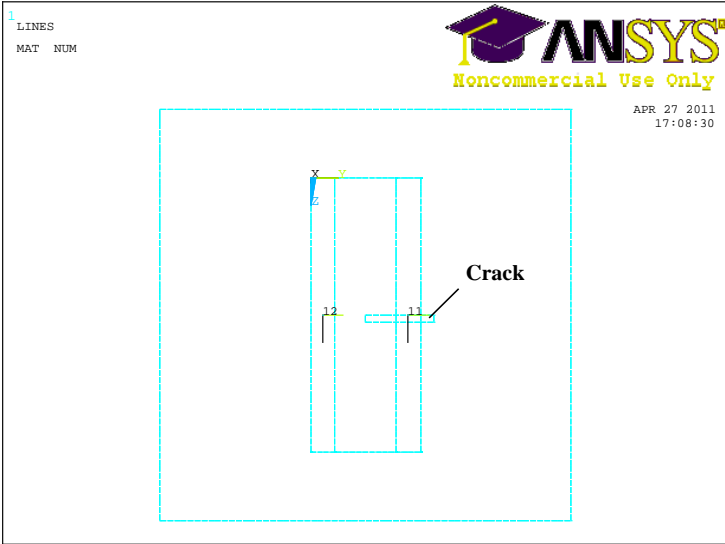 1
LINES
MAT NUM
ANSYS
Noncommercial Use Only
APR 27 2011
17:08:30
X Y
Z
Crack
12 11